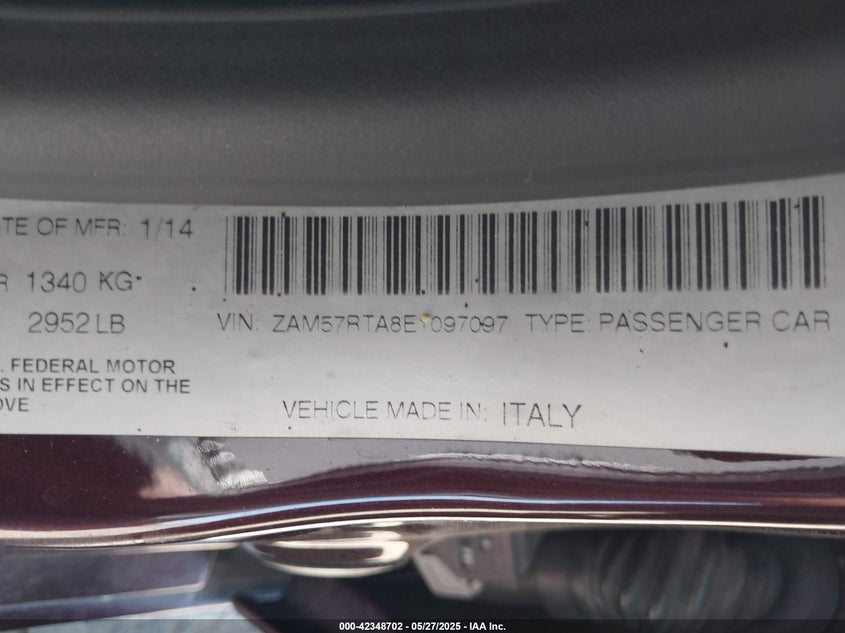 TE OF MFR: 1/14
R 1340 KG
2952 LB
VIN: ZAM57RTA8E1097097 TYPE: PASSENGER CAR
. FEDERAL MOTOR
S IN EFFECT ON THE
OVE
VEHICLE MADE IN: ITALY
000-42348702 - 05/27/2025 - IAA Inc.